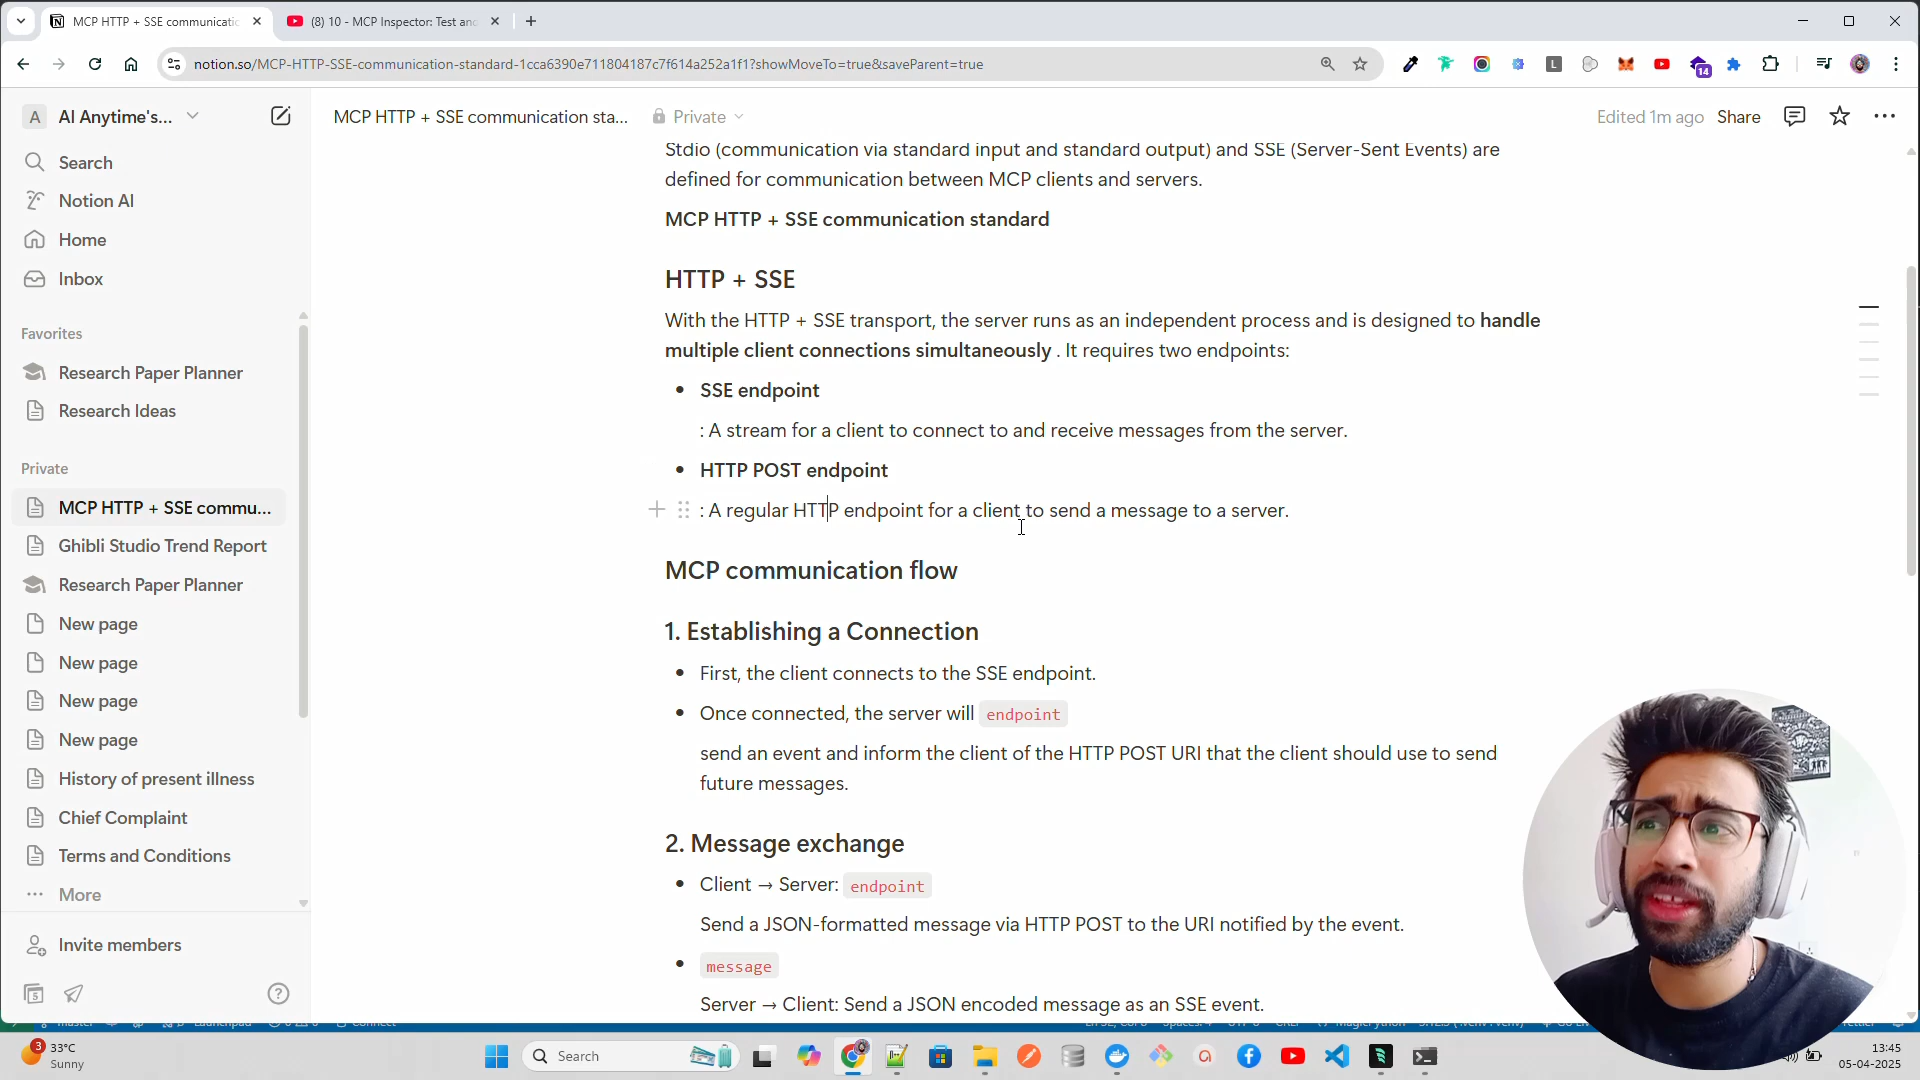 MCP HTTP + SSE communicatio
(8) 10 - MCP Inspector: Test and
notion.so/MCP-HTTP-SSE-communication-standard-1cca6390e711804187c7f614a252a1f1?showMoveTo=true&saveParent=true
14
A AI Anytime's...
MCP HTTP + SSE communication sta...
Private
Edited 1m ago
Share
Search
Notion AI
Home
Inbox
Favorites
Research Paper Planner
Research Ideas
Private
MCP HTTP + SSE commu...
Ghibli Studio Trend Report
Research Paper Planner
New page
New page
New page
New page
History of present illness
Chief Complaint
Terms and Conditions
More
Invite members
Stdio (communication via standard input and standard output) and SSE (Server-Sent Events) are
defined for communication between MCP clients and servers.
MCP HTTP + SSE communication standard
HTTP + SSE
With the HTTP + SSE transport, the server runs as an independent process and is designed to handle
multiple client connections simultaneously . It requires two endpoints:
• SSE endpoint
: A stream for a client to connect to and receive messages from the server.
• HTTP POST endpoint
: A regular HTTP endpoint for a client to send a message to a server.
MCP communication flow
1. Establishing a Connection
• First, the client connects to the SSE endpoint.
• Once connected, the server will endpoint
send an event and inform the client of the HTTP POST URI that the client should use to send
future messages.
2. Message exchange
• Client → Server: endpoint
Send a JSON-formatted message via HTTP POST to the URI notified by the event.
• message
Server → Client: Send a JSON encoded message as an SSE event.
3
33°C
Sunny
Search
13:45
05-04-2025